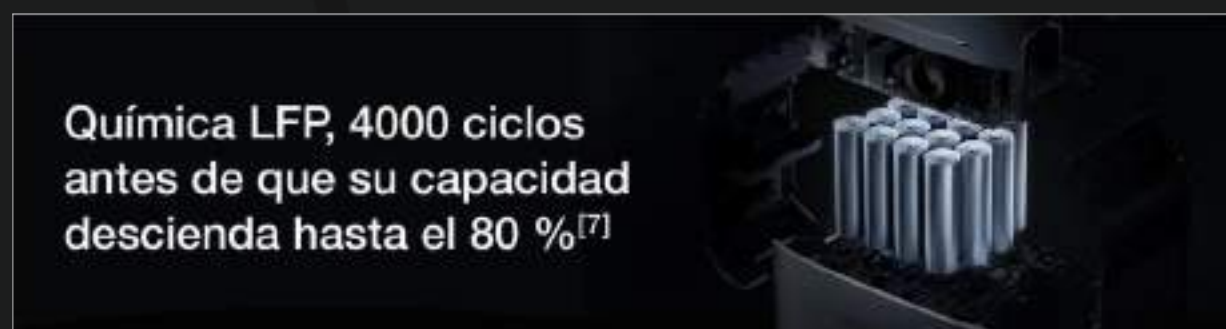 Química LFP, 4000 ciclos
antes de que su capacidad
descienda hasta el 80 %[7]